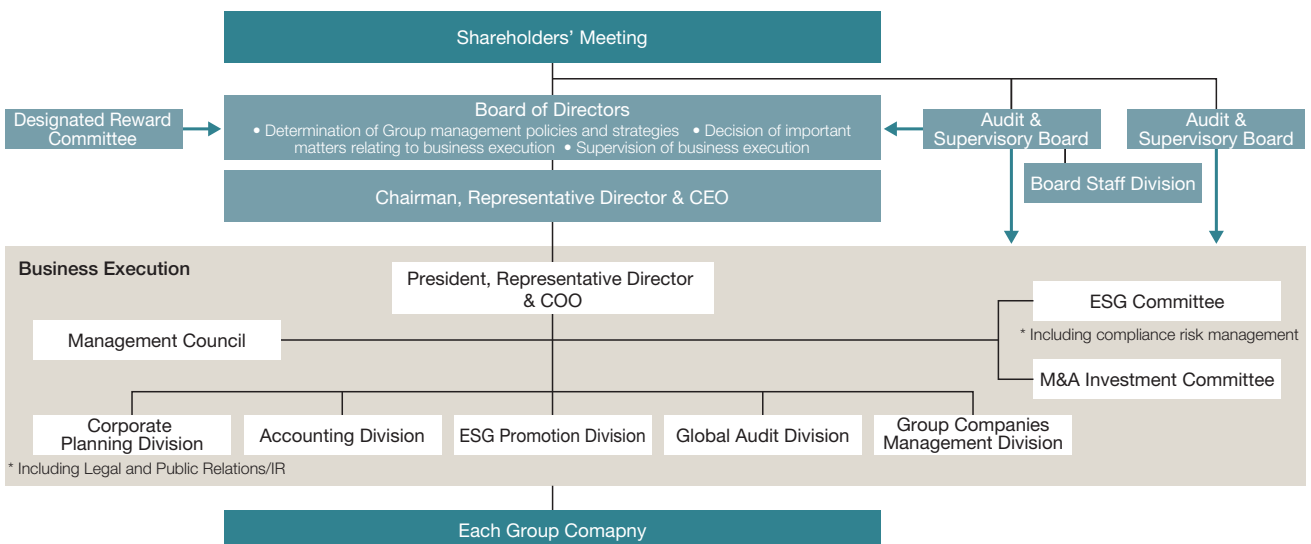 Shareholders' Meeting
Designated Reward
Committee
Board of Directors
• Determination of Group management policies and strategies • Decision of important
matters relating to business execution • Supervision of business execution
Audit &
Supervisory Board
Audit &
Supervisory Board
Board Staff Division
Chairman, Representative Director & CEO
Business Execution
President, Representative Director
& COO
ESG Committee
* Including compliance risk management
Management Council
M&A Investment Committee
Corporate
Planning Division
Accounting Division
ESG Promotion Division
Global Audit Division
Group Companies
Management Division
* Including Legal and Public Relations/IR
Each Group Comapny